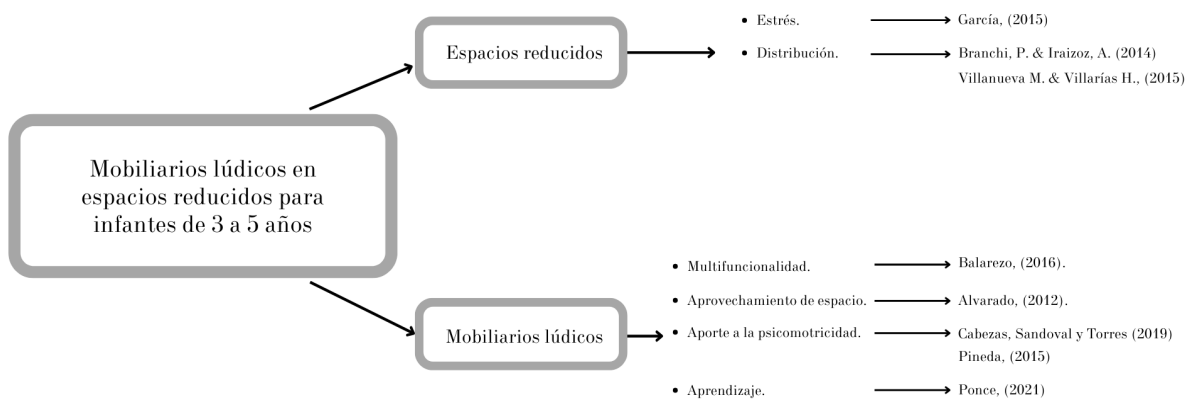 Mobiliarios lúdicos en
espacios reducidos para
infantes de 3 a 5 años
Espacios reducidos
• Estrés.
García, (2015)
• Distribución.
Branchi, P. & Iraizoz, A. (2014)
Villanueva M. & Villarías H., (2015)
Mobiliarios lúdicos
• Multifuncionalidad.
Balarezo, (2016).
• Aprovechamiento de espacio.
Alvarado, (2012).
• Aporte a la psicomotricidad.
Cabezas, Sandoval y Torres (2019)
Pineda, (2015)
• Aprendizaje.
Ponce, (2021)